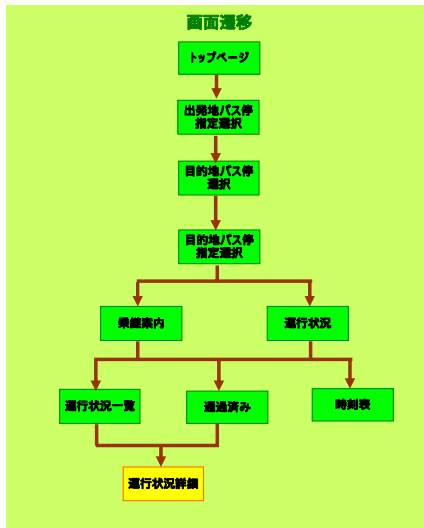 画面遷移
トップページ
出発地バス停
指定選択
目的地バス停
選択
目的地バス停
指定選択
乗継案内
運行状況
運行状況一覧
通過済み
時刻表
運行状況詳細